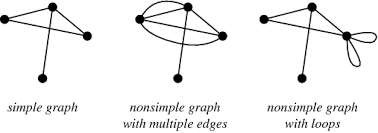 simple graph
nonsimple graph
with multiple edges
nonsimple graph
with loops